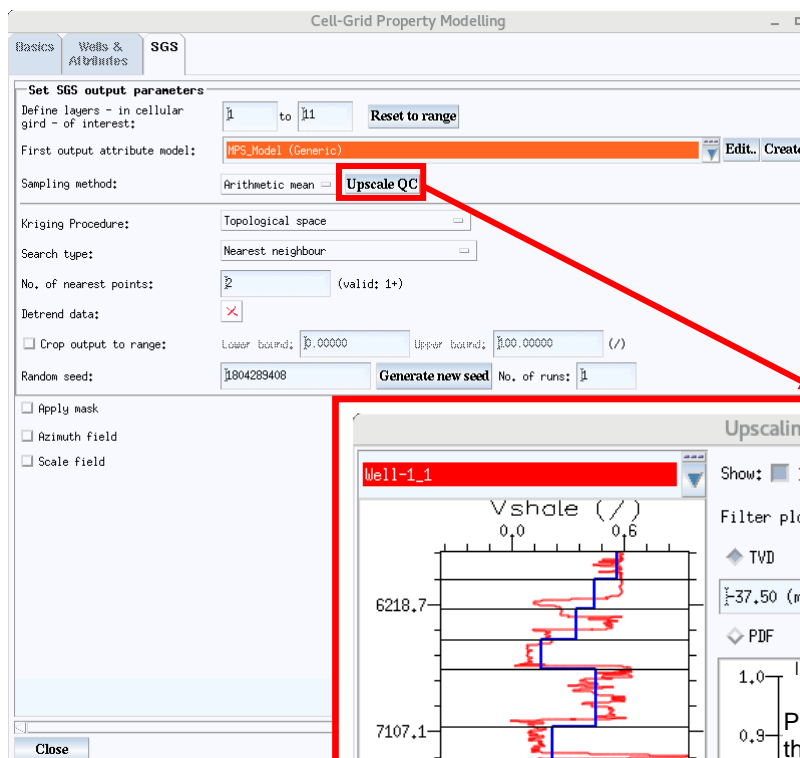 Cell-Grid Property Modelling
Basics
Wells & Attributes
SGS
Set SGS output parameters
Define layers - in cellular
gird - of interest:
1 to 11 Reset to range
First output attribute model: MPS_Model (Generic) Edit.. Create
Sampling method: Arithmetic mean Upscale QC
Kriging Procedure: Topological space
Search type: Nearest neighbour
No. of nearest points: 2 (valid: 1+)
Detrend data:
Crop output to range: Lower bound: 0.00000 Upper bound: 100.00000 (/)
Random seed: 1804289408 Generate new seed No. of runs: 1
Apply mask
Azimuth field
Scale field
Close
Upscalin
Well-1_1
Show:
Vshale (/)
0.0 0.6
Filter plo
TVD
6218.7
-37.50 (m
PDF
1.0
7107.1
0.9
P
th